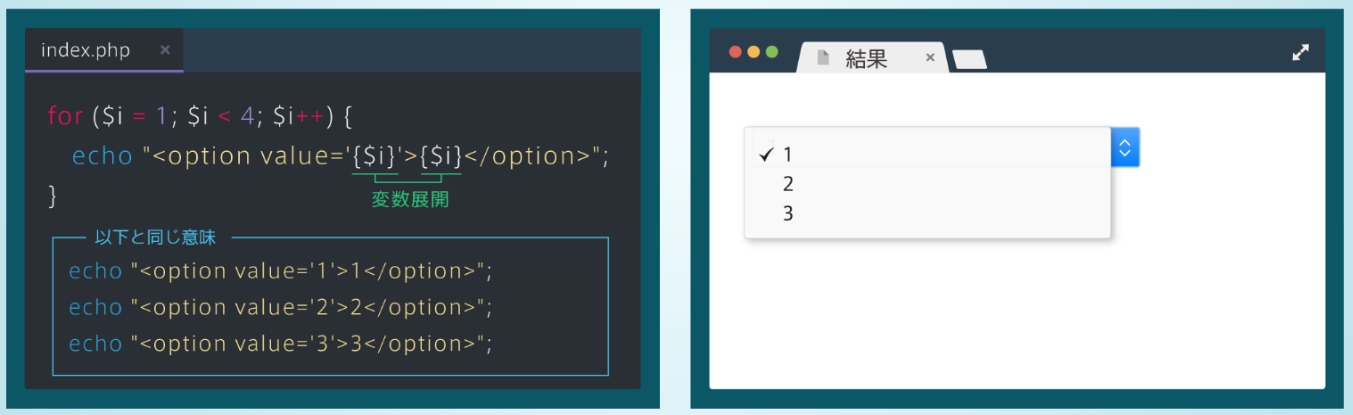 index.php ×
for ($i = 1; $i < 4; $i++) {
echo "<option value='{$i}'>{$i}</option>";
変数展開
}
以下と同じ意味
echo "<option value='1'>1</option>";
echo "<option value='2'>2</option>";
echo "<option value='3'>3</option>";
結果 ×
✓ 1
2
3